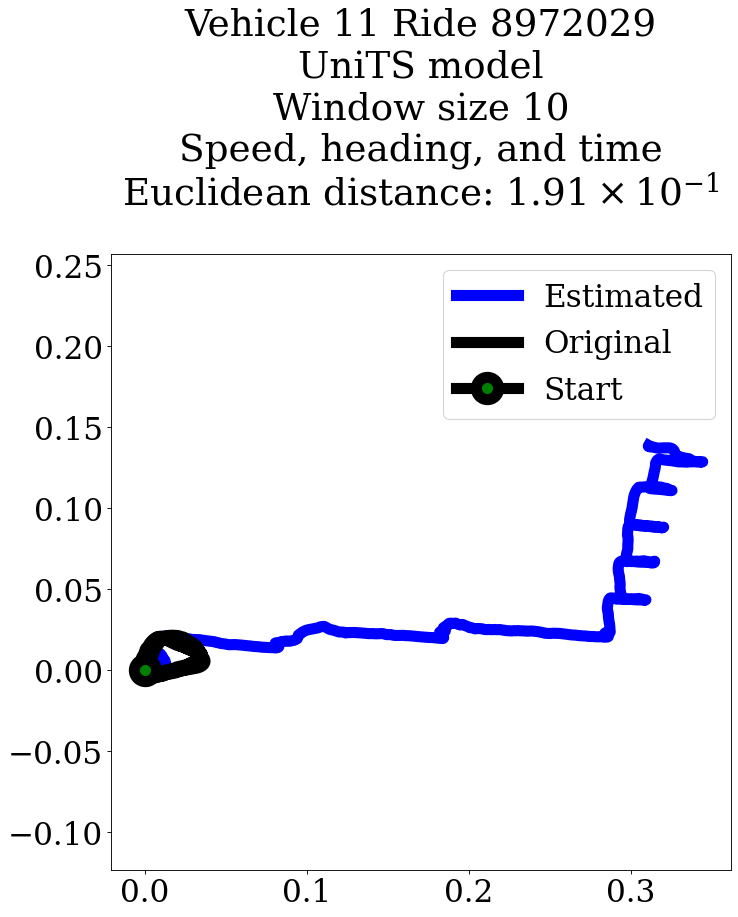 Vehicle 11 Ride 8972029
UniTS model
Window size 10
Speed, heading, and time
Euclidean distance: 1.91 × 10⁻¹
0.25
0.20
0.15
0.10
0.05
0.00
−0.05
−0.10
Estimated
Original
Start
0.0 0.1 0.2 0.3